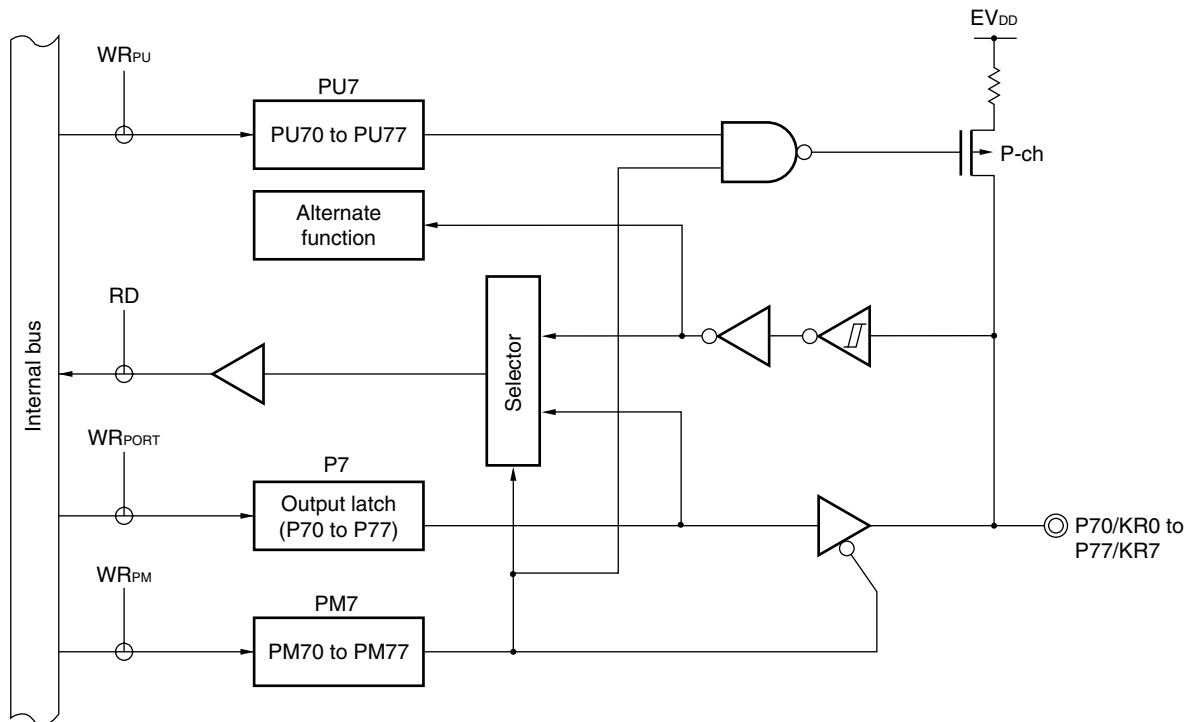 EVDD
WRPU
PU7
PU70 to PU77
P-ch
Alternate
function
RD
Selector
Internal bus
WRPORT
P7
Output latch
(P70 to P77)
P70/KR0 to
P77/KR7
WRPM
PM7
PM70 to PM77